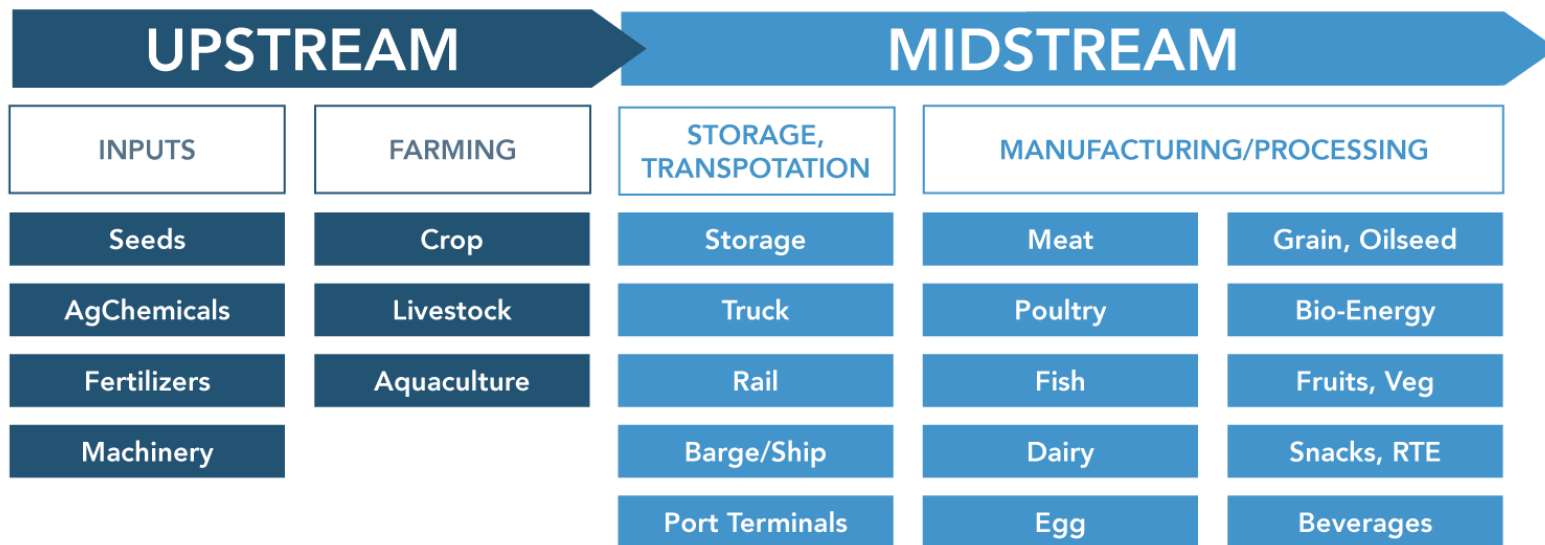 UPSTREAM
MIDSTREAM
INPUTS
FARMING
STORAGE,
TRANSPOTATION
MANUFACTURING/PROCESSING
Seeds
AgChemicals
Fertilizers
Machinery
Crop
Livestock
Aquaculture
Storage
Truck
Rail
Barge/Ship
Port Terminals
Meat
Poultry
Fish
Dairy
Egg
Grain, Oilseed
Bio-Energy
Fruits, Veg
Snacks, RTE
Beverages